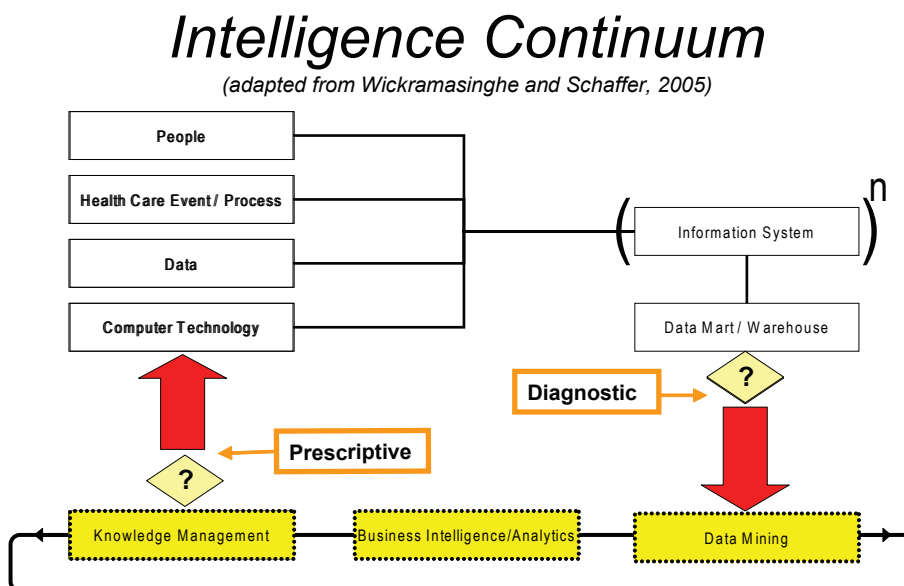 Intelligence Continuum
(adapted from Wickramasinghe and Schaffer, 2005)
People
Health Care Event / Process
Data
Computer Technology
( Information System )n
Data Mart / Warehouse
?
Diagnostic
Prescriptive
?
Knowledge Management
Business Intelligence/Analytics
Data Mining